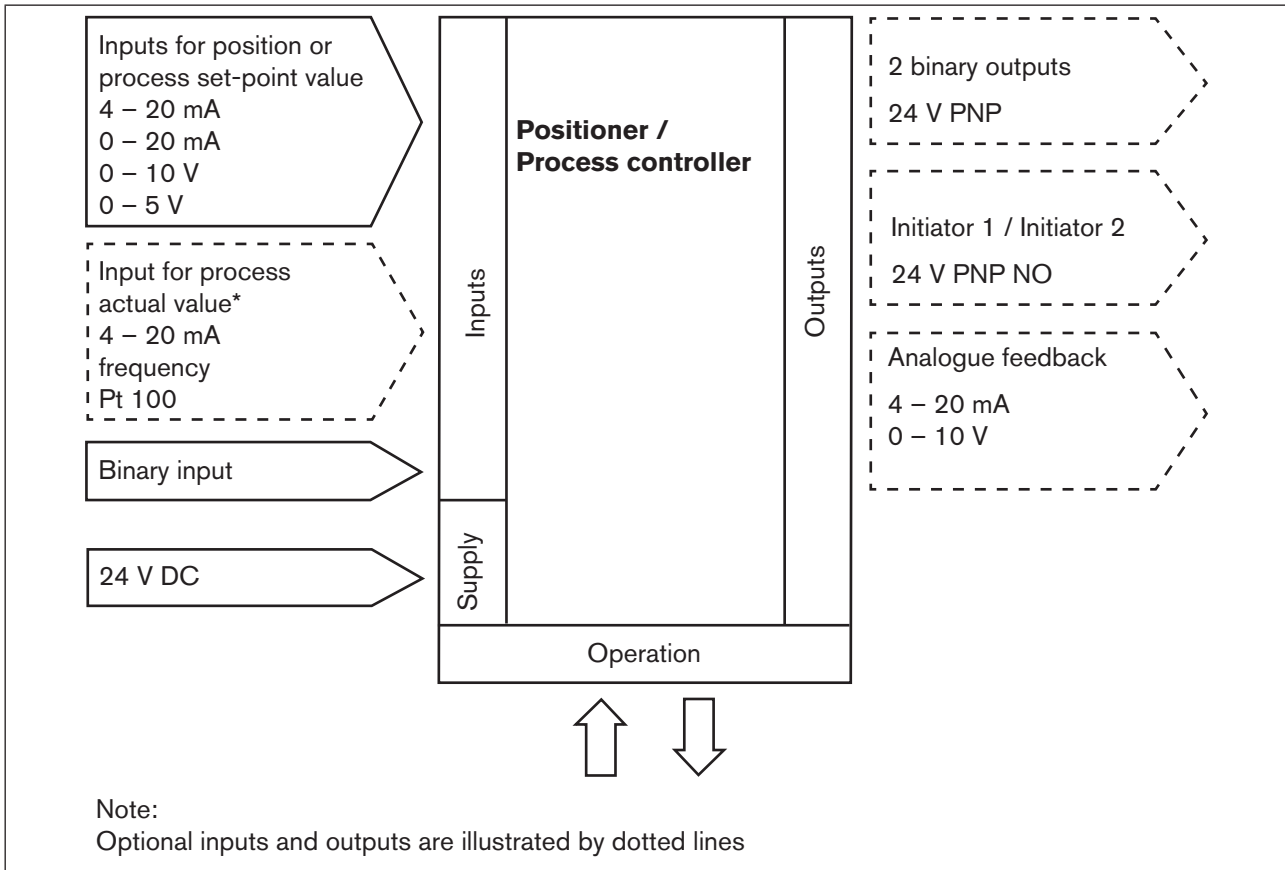 Inputs for position or
process set-point value
4 – 20 mA
0 – 20 mA
0 – 10 V
0 – 5 V
Input for process
actual value*
4 – 20 mA
frequency
Pt 100
Binary input
24 V DC
Inputs
Supply
Positioner /
Process controller
Operation
Outputs
2 binary outputs
24 V PNP
Initiator 1 / Initiator 2
24 V PNP NO
Analogue feedback
4 – 20 mA
0 – 10 V
Note:
Optional inputs and outputs are illustrated by dotted lines